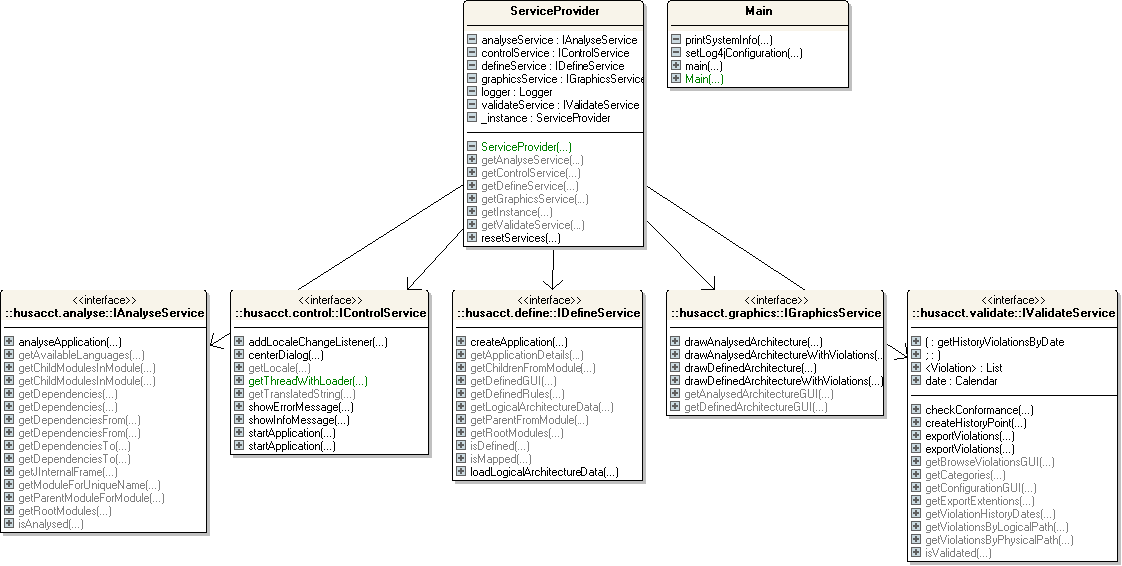 ServiceProvider
analyseService : IAnalyseService
controlService : IControlService
defineService : IDefineService
graphicsService : IGraphicsService
logger : Logger
validateService : IValidateService
_instance : ServiceProvider
ServiceProvider(...)
getAnalyseService(...)
getControlService(...)
getDefineService(...)
getGraphicsService(...)
getInstance(...)
getValidateService(...)
resetServices(...)
Main
printSystemInfo(...)
setLog4jConfiguration(...)
main(...)
Main(...)
<<interface>>
::husacct.analyse::IAnalyseService
analyseApplication(...)
getAvailableLanguages(...)
getChildModulesInModule(...)
getChildModulesInModule(...)
getDependencies(...)
getDependencies(...)
getDependenciesFrom(...)
getDependenciesFrom(...)
getDependenciesTo(...)
getDependenciesTo(...)
getJInternalFrame(...)
getModuleForUniqueName(...)
getParentModuleForModule(...)
getRootModules(...)
isAnalysed(...)
<<interface>>
::husacct.control::IControlService
addLocaleChangeListener(...)
centerDialog(...)
getLocale(...)
getThreadWithLoader(...)
getTranslatedString(...)
showErrorMessage(...)
showInfoMessage(...)
startApplication(...)
startApplication(...)
<<interface>>
::husacct.define::IDefineService
createApplication(...)
getApplicationDetails(...)
getChildrenFromModule(...)
getDefinedGUI(...)
getDefinedRules(...)
getLogicalArchitectureData(...)
getParentFromModule(...)
getRootModules(...)
isDefined(...)
isMapped(...)
loadLogicalArchitectureData(...)
<<interface>>
::husacct.graphics::IGraphicsService
drawAnalysedArchitecture(...)
drawAnalysedArchitectureWithViolations(...)
drawDefinedArchitecture(...)
drawDefinedArchitectureWithViolations(...)
getAnalysedArchitectureGUI(...)
getDefinedArchitectureGUI(...)
<<interface>>
::husacct.validate::IValidateService
( : getHistoryViolationsByDate
; : )
<Violation> : List
date : Calendar
checkConformance(...)
createHistoryPoint(...)
exportViolations(...)
exportViolations(...)
getBrowseViolationsGUI(...)
getCategories(...)
getConfigurationGUI(...)
getExportExtentions(...)
getViolationHistoryDates(...)
getViolationsByLogicalPath(...)
getViolationsByPhysicalPath(...)
isValidated(...)